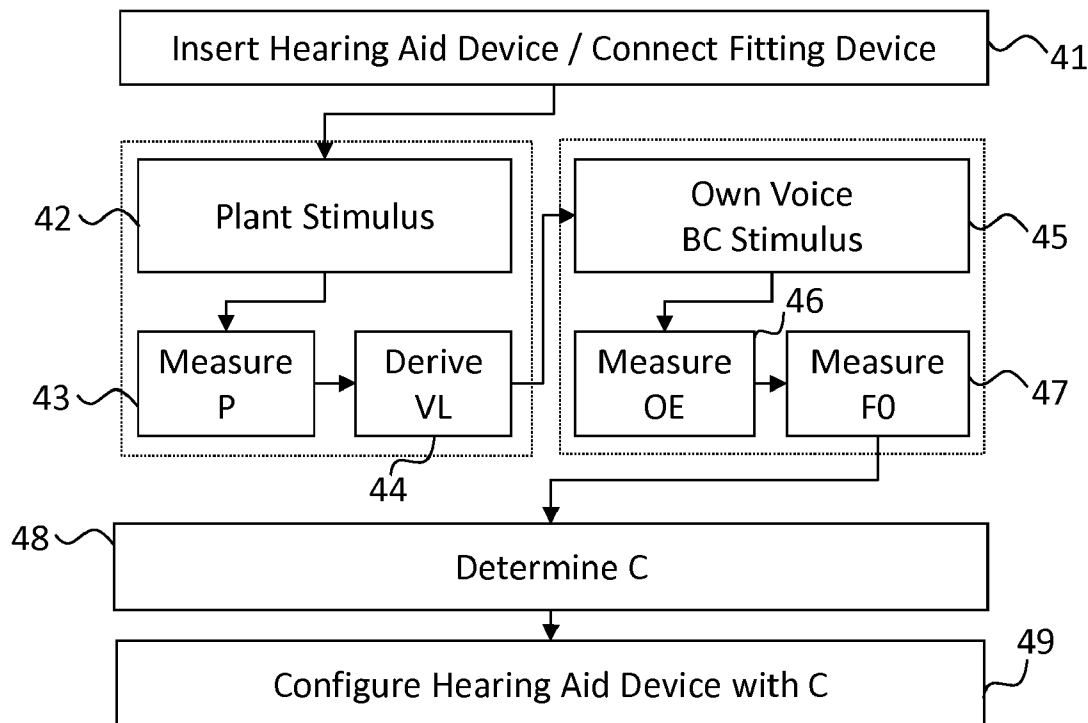 Insert Hearing Aid Device / Connect Fitting Device
41
Plant Stimulus
42
Measure
P
43
Derive
VL
44
Own Voice
BC Stimulus
45
46
Measure
OE
Measure
F0
47
48
Determine C
Configure Hearing Aid Device with C
49